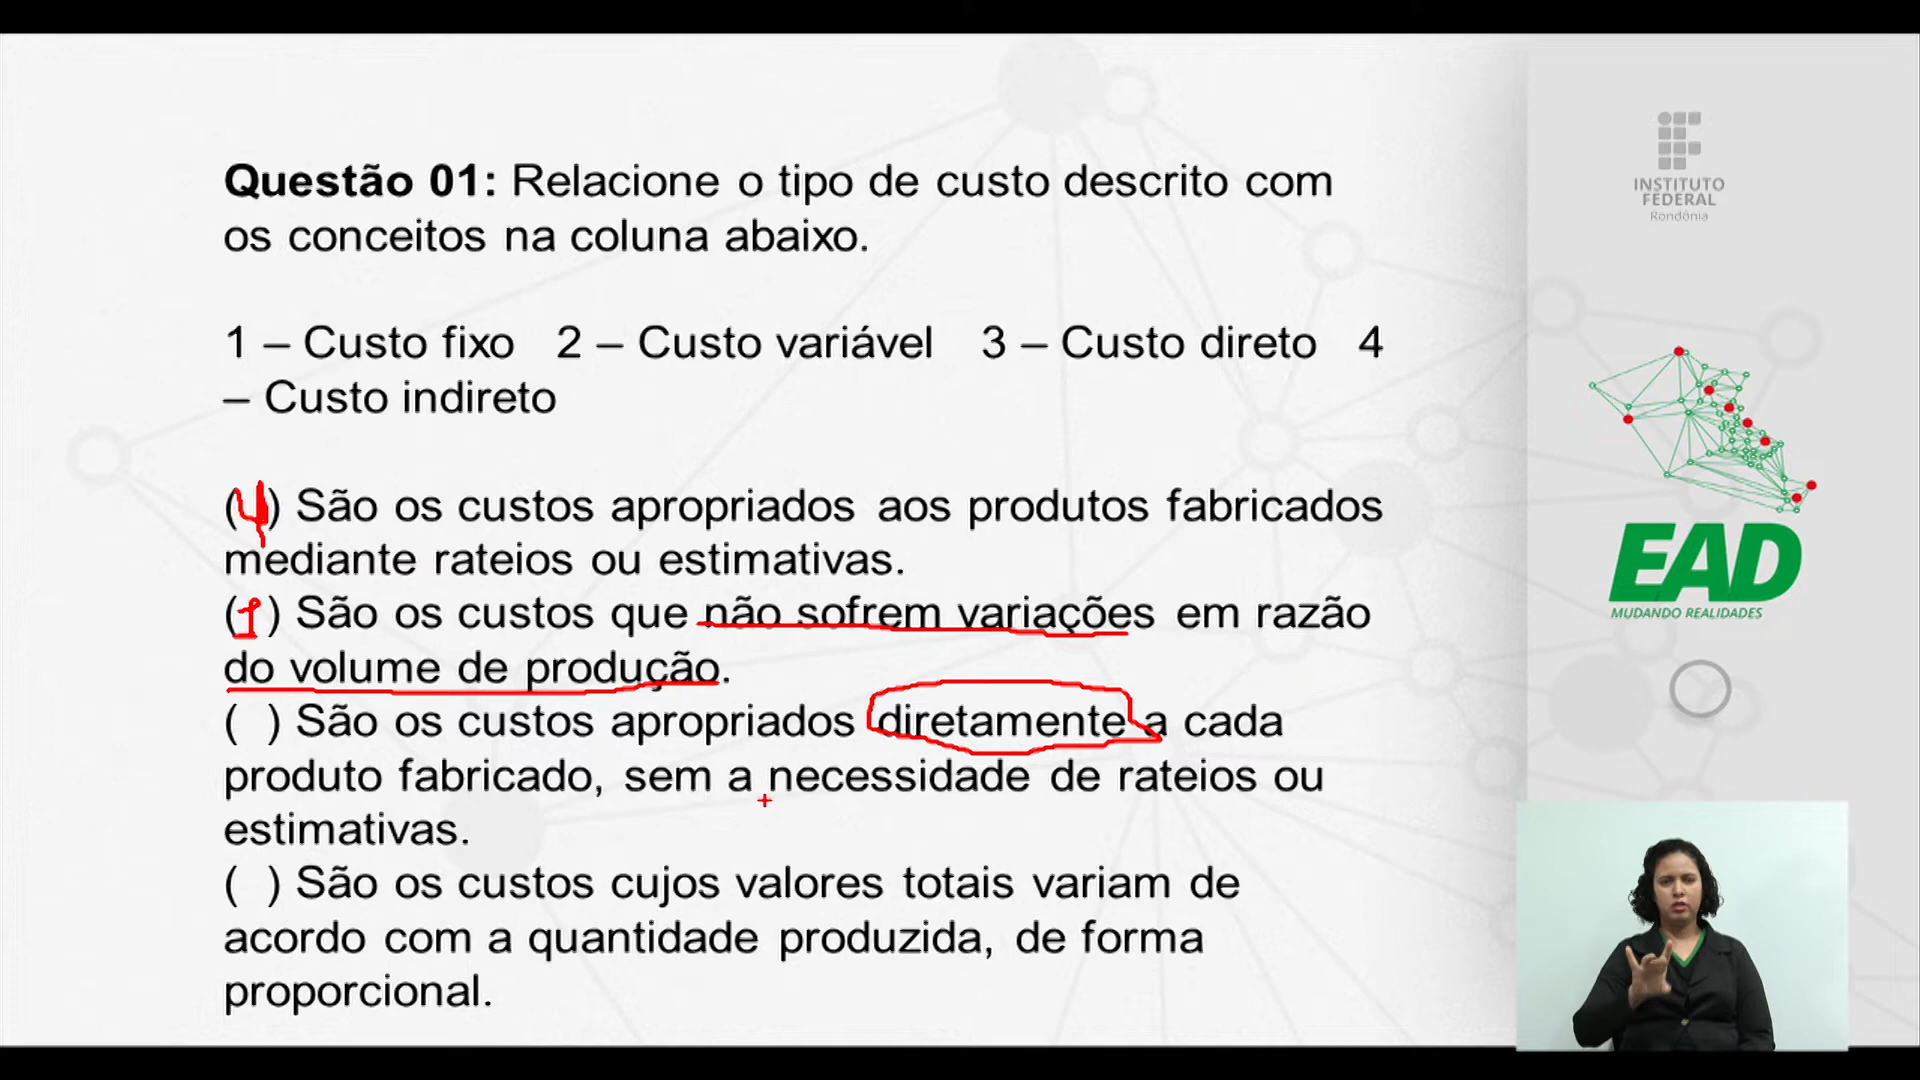 Questão 01: Relacione o tipo de custo descrito com
os conceitos na coluna abaixo.
1 – Custo fixo 2 – Custo variável 3 – Custo direto 4
– Custo indireto
(4) São os custos apropriados aos produtos fabricados
mediante rateios ou estimativas.
(1) São os custos que não sofrem variações em razão
do volume de produção.
( ) São os custos apropriados diretamente a cada
produto fabricado, sem a necessidade de rateios ou
estimativas.
( ) São os custos cujos valores totais variam de
acordo com a quantidade produzida, de forma
proporcional.
INSTITUTO
FEDERAL
Rondônia
EAD
MUDANDO REALIDADES